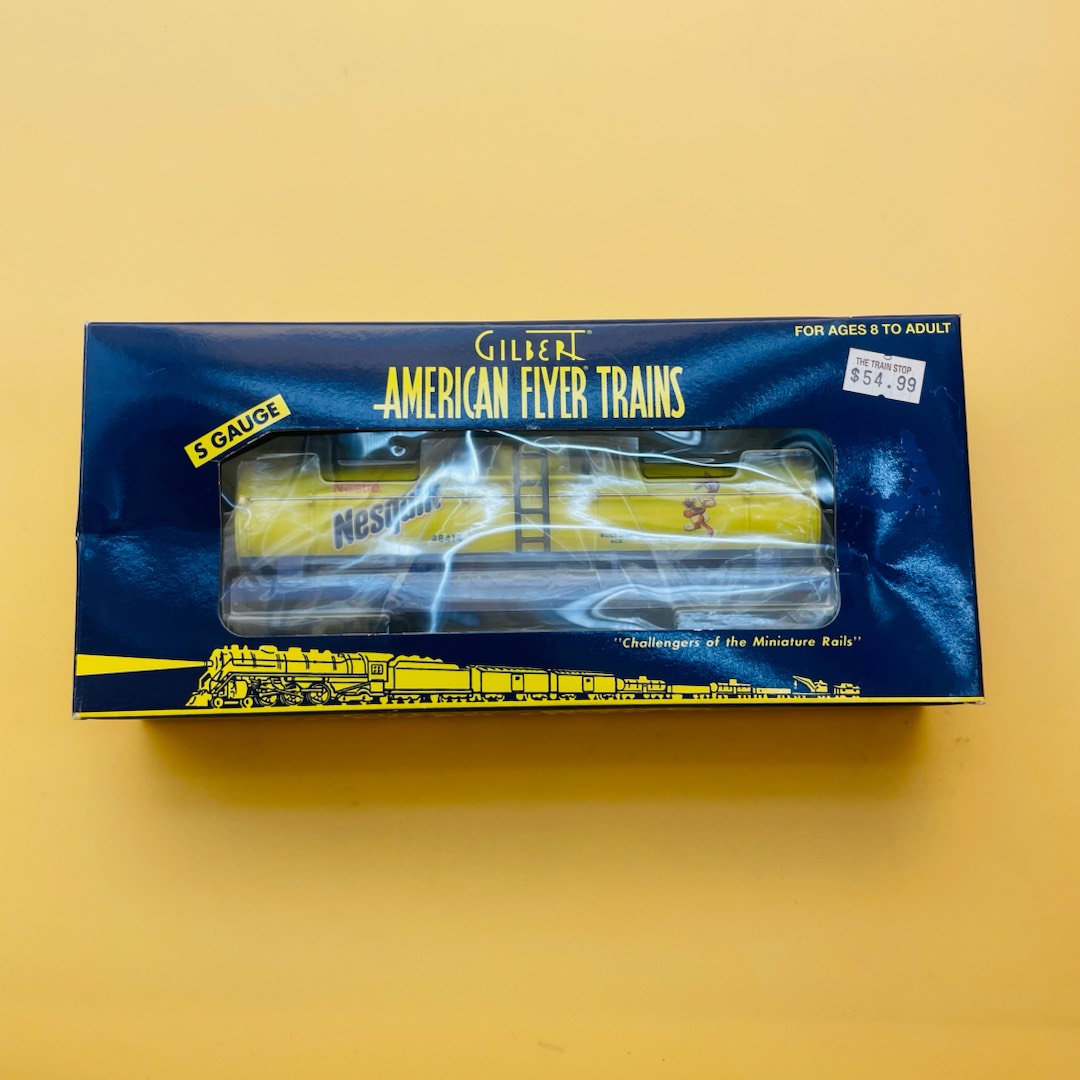 GILBERT®
AMERICAN FLYER® TRAINS
FOR AGES 8 TO ADULT
THE TRAIN STOP
$54.99
S GAUGE
Nestlé
Nesquik
"Challengers of the Miniature Rails"